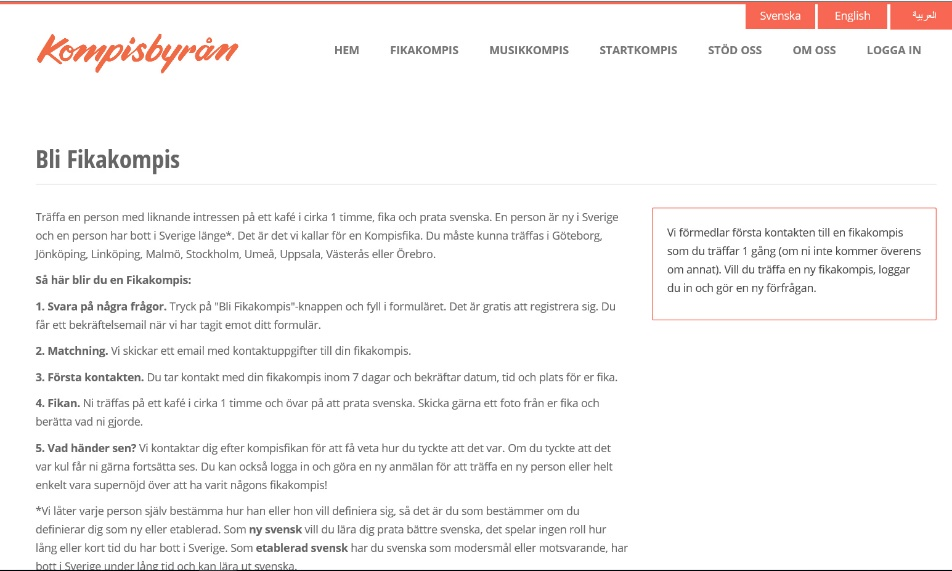 Svenska English العربية
Kompisbyrån
HEM FIKAKOMPIS MUSIKKOMPIS STARTKOMPIS STÖD OSS OM OSS LOGGA IN
Bli Fikakompis
Träffa en person med liknande intressen på ett kafé i cirka 1 timme, fika och prata svenska. En person är ny i Sverige
och en person har bott i Sverige länge*. Det är det vi kallar för en Kompisfika. Du måste kunna träffas i Göteborg,
Jönköping, Linköping, Malmö, Stockholm, Umeå, Uppsala, Västerås eller Örebro.
Så här blir du en Fikakompis:
1. Svara på några frågor. Tryck på "Bli Fikakompis"-knappen och fyll i formuläret. Det är gratis att registrera sig. Du
får ett bekräftelsemail när vi har tagit emot ditt formulär.
2. Matchning. Vi skickar ett email med kontaktuppgifter till din fikakompis.
3. Första kontakten. Du tar kontakt med din fikakompis inom 7 dagar och bekräftar datum, tid och plats för er fika.
4. Fikan. Ni träffas på ett kafé i cirka 1 timme och övar på att prata svenska. Skicka gärna ett foto från er fika och
berätta vad ni gjorde.
5. Vad händer sen? Vi kontaktar dig efter kompisfikan för att få veta hur du tyckte att det var. Om du tyckte att det
var kul får ni gärna fortsätta ses. Du kan också logga in och göra en ny anmälan för att träffa en ny person eller helt
enkelt vara supernöjd över att ha varit någons fikakompis!
*Vi låter varje person själv bestämma hur han eller hon vill definiera sig, så det är du som bestämmer om du
definierar dig som ny eller etablerad. Som ny svensk vill du lära dig prata bättre svenska, det spelar ingen roll hur
lång eller kort tid du har bott i Sverige. Som etablerad svensk har du svenska som modersmål eller motsvarande, har
bott i Sverige under lång tid och kan lära ut svenska.
Vi förmedlar första kontakten till en fikakompis
som du träffar 1 gång (om ni inte kommer överens
om annat). Vill du träffa en ny fikakompis, loggar
du in och gör en ny förfrågan.